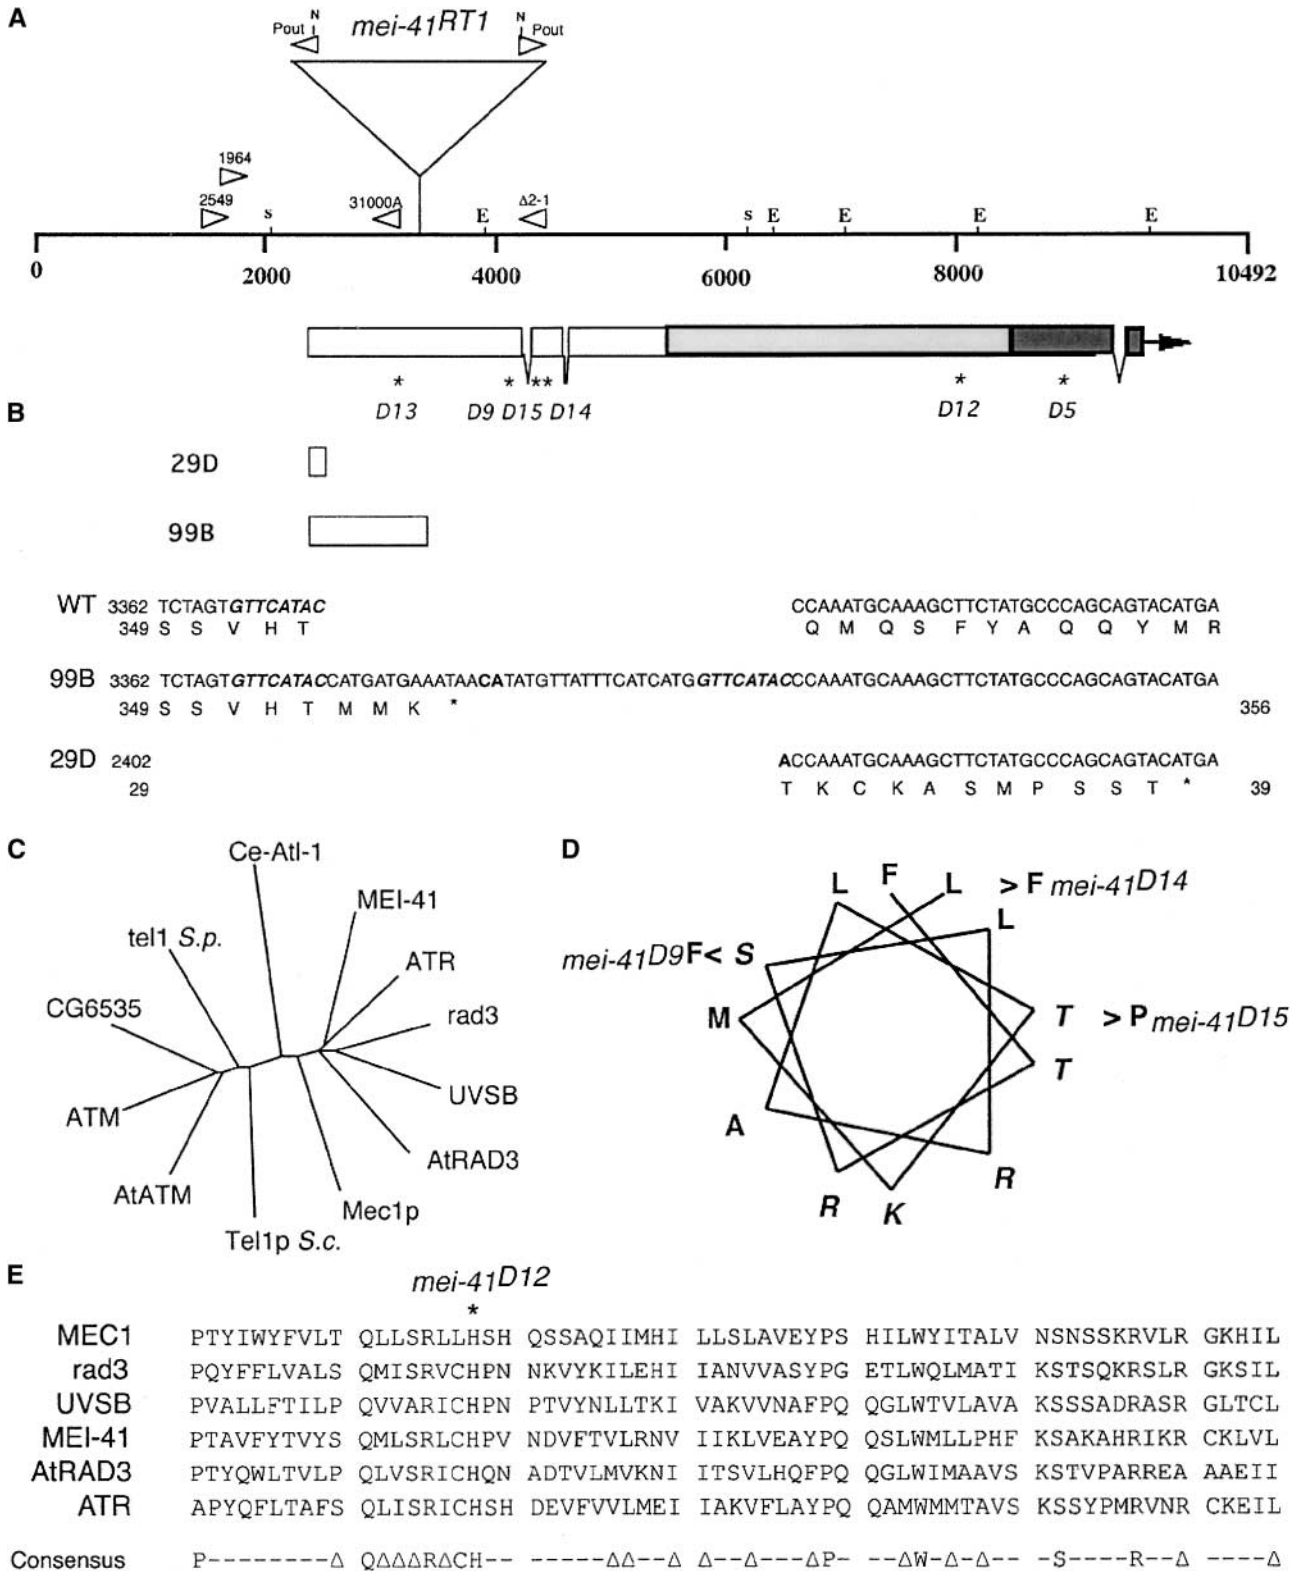 A
mei-41RT1
Pout N
N Pout
1964
2549 s 31000A E Δ2-1 s E E E E
0 2000 4000 6000 8000 10492
* * ** * *
D13 D9 D15 D14 D12 D5
B
29D
99B
WT 3362 TCTAGTGTTCATAC CCAAATGCAAAGCTTCTATGCCCAGCAGTACATGA
349 S S V H T Q M Q S F Y A Q Q Y M R
99B 3362 TCTAGTGTTCATACCATGATGAAATAACATATGTTATTTCATCATGGTTCATACCCAAATGCAAAGCTTCTATGCCCAGCAGTACATGA
349 S S V H T M M K * 356
29D 2402 ACCAAATGCAAAGCTTCTATGCCCAGCAGTACATGA
29 T K C K A S M P S S T * 39
C
Ce-Atl-1
MEI-41
tel1 S.p.
ATR
CG6535
rad3
UVSB
ATM
AtRAD3
AtATM
Mec1p
Tel1p S.c.
D
L F L > F mei-41D14
L
mei-41D9 F< S
M T > P mei-41D15
T
A
R
R K
E
mei-41D12
*
MEC1 PTYIWYFVLT QLLSRLLHSH QSSAQIIMHI LLSLAVEYPS HILWYITALV NSNSSKRVLR GKHIL
rad3 PQYFFLVALS QMISRVCHPN NKVYKILEHI IANVVASYPG ETLWQLMATI KSTSQKRSLR GKSIL
UVSB PVALLFTILP QVVARICHPN PTVYNLLTKI VAKVVNAFPQ QGLWTVLAVA KSSSADRASR GLTCL
MEI-41 PTAVFYTVYS QMLSRLCHPV NDVFTVLRNV IIKLVEAYPQ QSLWMLLPHF KSAKAHRIKR CKLVL
AtRAD3 PTYQWLTVLP QLVSRICHQN ADTVLMVKNI ITSVLHQFPQ QGLWIMAAVS KSTVPARREA AAEII
ATR APYQFLTAFS QLISRICHSH DEVFVVLMEI IAKVFLAYPQ QAMWMMTAVS KSSYPMRVNR CKEIL
Consensus P--------Δ QΔΔΔRΔCH-- -----ΔΔ--Δ Δ--Δ---ΔP- --ΔW-Δ-Δ-- -S----R--Δ ----Δ